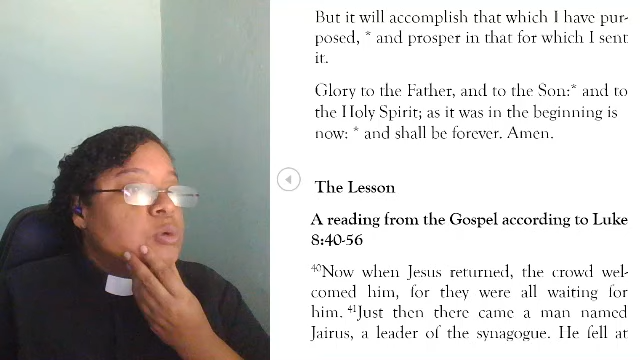 But it will accomplish that which I have pur-
posed, * and prosper in that for which I sent
it.
Glory to the Father, and to the Son:* and to
the Holy Spirit; as it was in the beginning is
now: * and shall be forever. Amen.
The Lesson
A reading from the Gospel according to Luke
8:40-56
40Now when Jesus returned, the crowd wel-
comed him, for they were all waiting for
him. 41Just then there came a man named
Jairus, a leader of the synagogue. He fell at